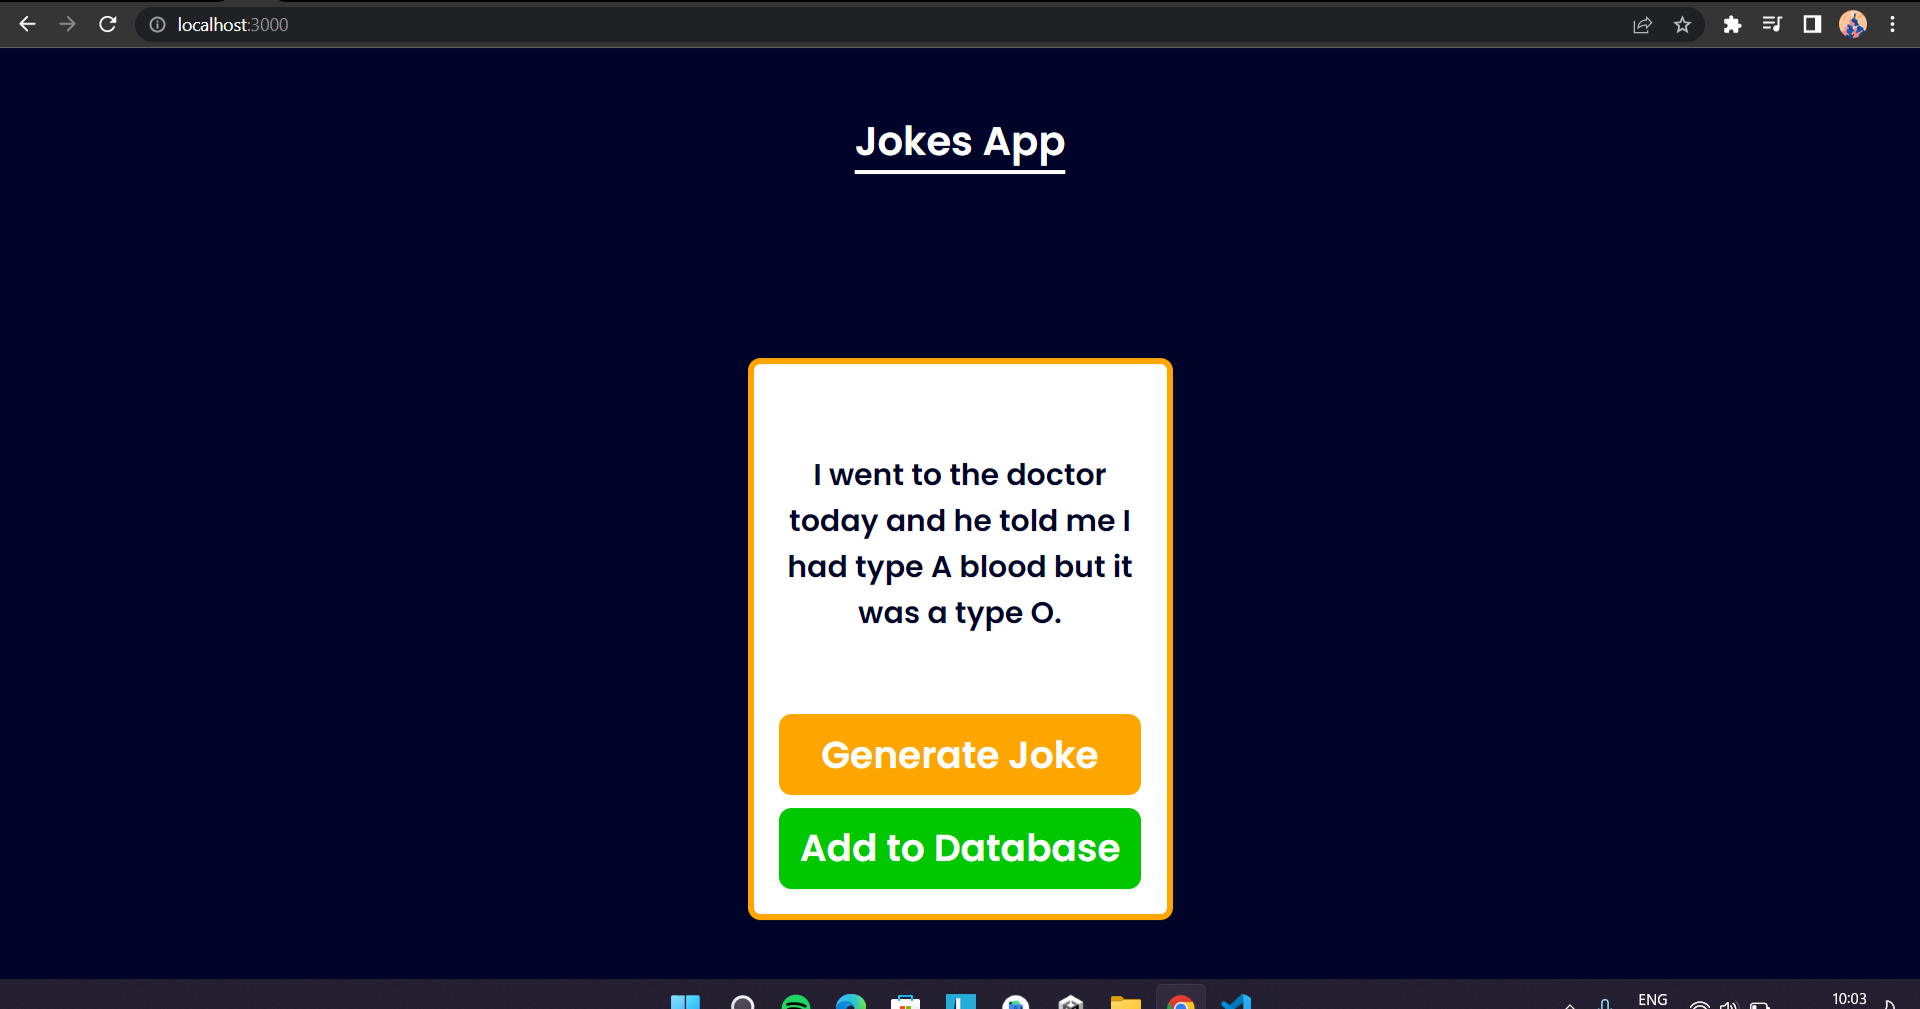 localhost:3000
Jokes App
I went to the doctor
today and he told me I
had type A blood but it
was a type O.
Generate Joke
Add to Database
ENG
10:03